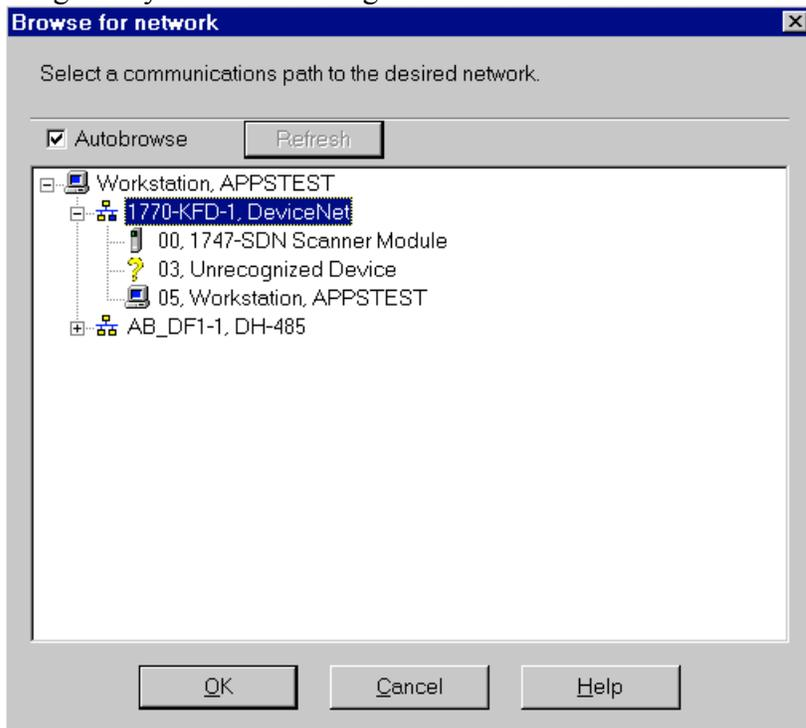 Browse for network
Select a communications path to the desired network.
Autobrowse Refresh
Workstation, APPSTEST
1770-KFD-1, DeviceNet
00, 1747-SDN Scanner Module
03, Unrecognized Device
05, Workstation, APPSTEST
AB_DF1-1, DH-485
OK Cancel Help